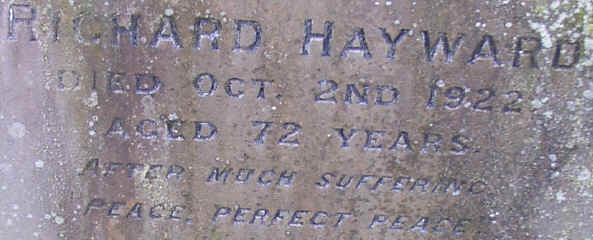 RICHARD HAYWARD
DIED OCT. 2ND 1922
AGED 72 YEARS.
AFTER MUCH SUFFERING
"PEACE, PERFECT PEACE"